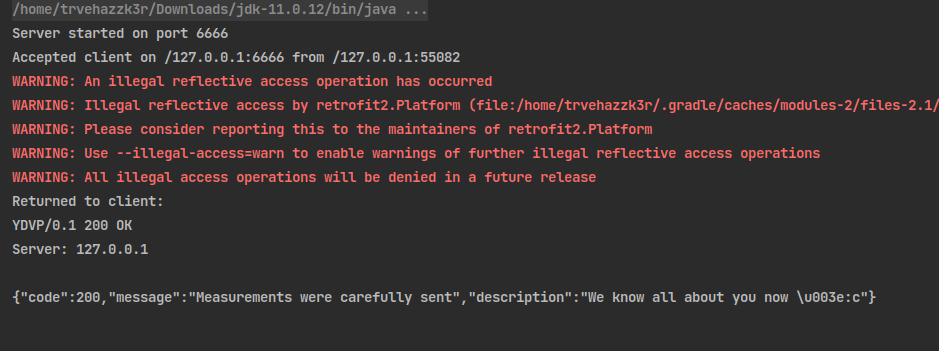 /home/trvehazzk3r/Downloads/jdk-11.0.12/bin/java ...
Server started on port 6666
Accepted client on /127.0.0.1:6666 from /127.0.0.1:55082
WARNING: An illegal reflective access operation has occurred
WARNING: Illegal reflective access by retrofit2.Platform (file:/home/trvehazzk3r/.gradle/caches/modules-2/files-2.1/
WARNING: Please consider reporting this to the maintainers of retrofit2.Platform
WARNING: Use --illegal-access=warn to enable warnings of further illegal reflective access operations
WARNING: All illegal access operations will be denied in a future release
Returned to client:
YDVP/0.1 200 OK
Server: 127.0.0.1
{"code":200,"message":"Measurements were carefully sent","description":"We know all about you now \u003e:c"}